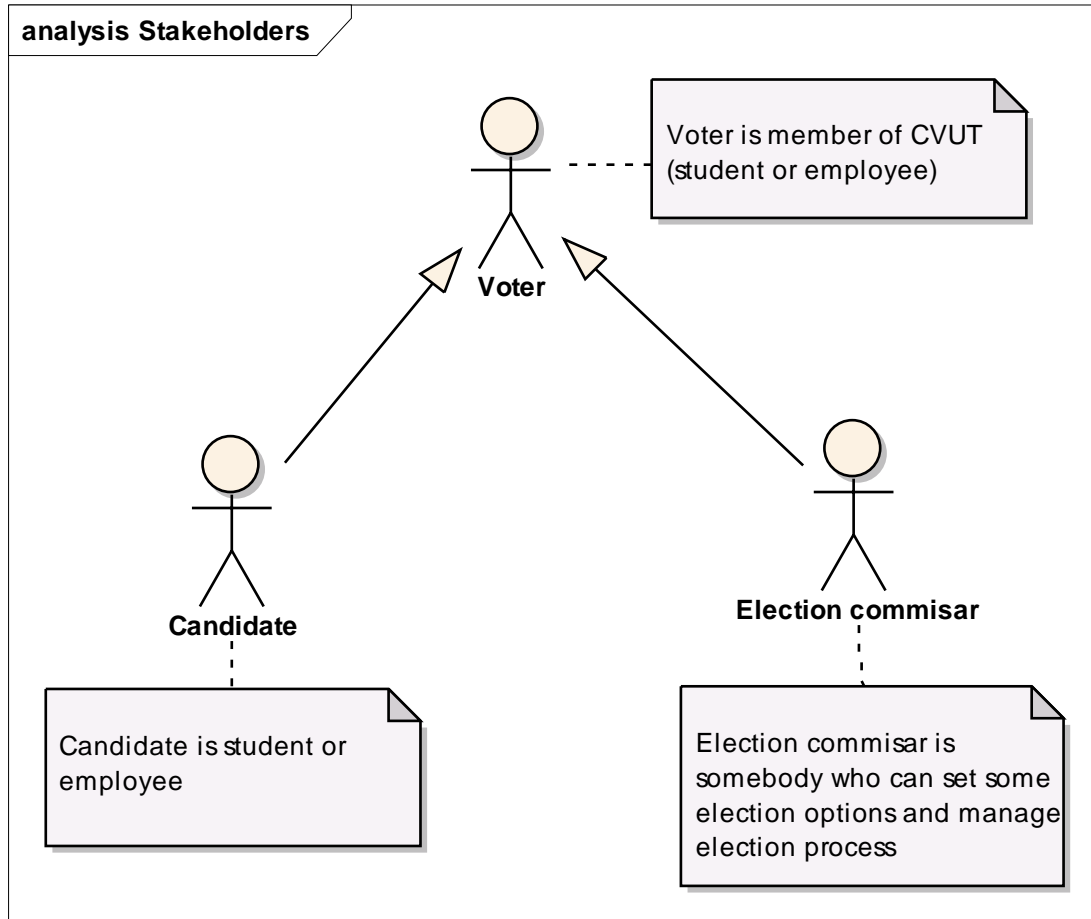 analysis Stakeholders
Voter is member of CVUT
(student or employee)
Voter
Candidate
Election commisar
Candidate is student or
employee
Election commisar is
somebody who can set some
election options and manage
election process